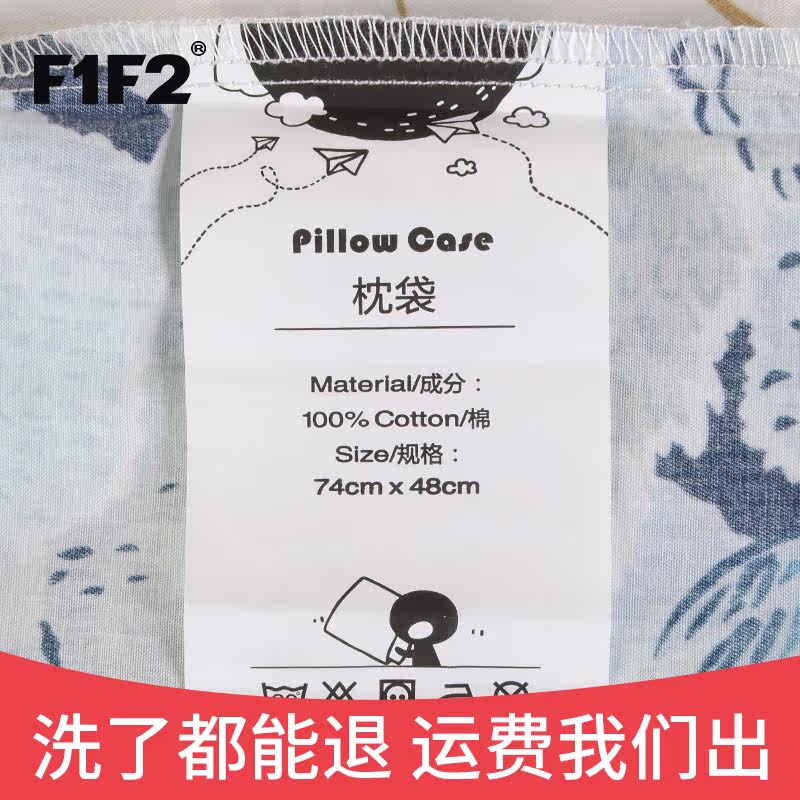 F1F2®
Pillow Case
枕袋
Material/成分：
100% Cotton/棉
Size/规格：
74cm x 48cm
洗了都能退 运费我们出